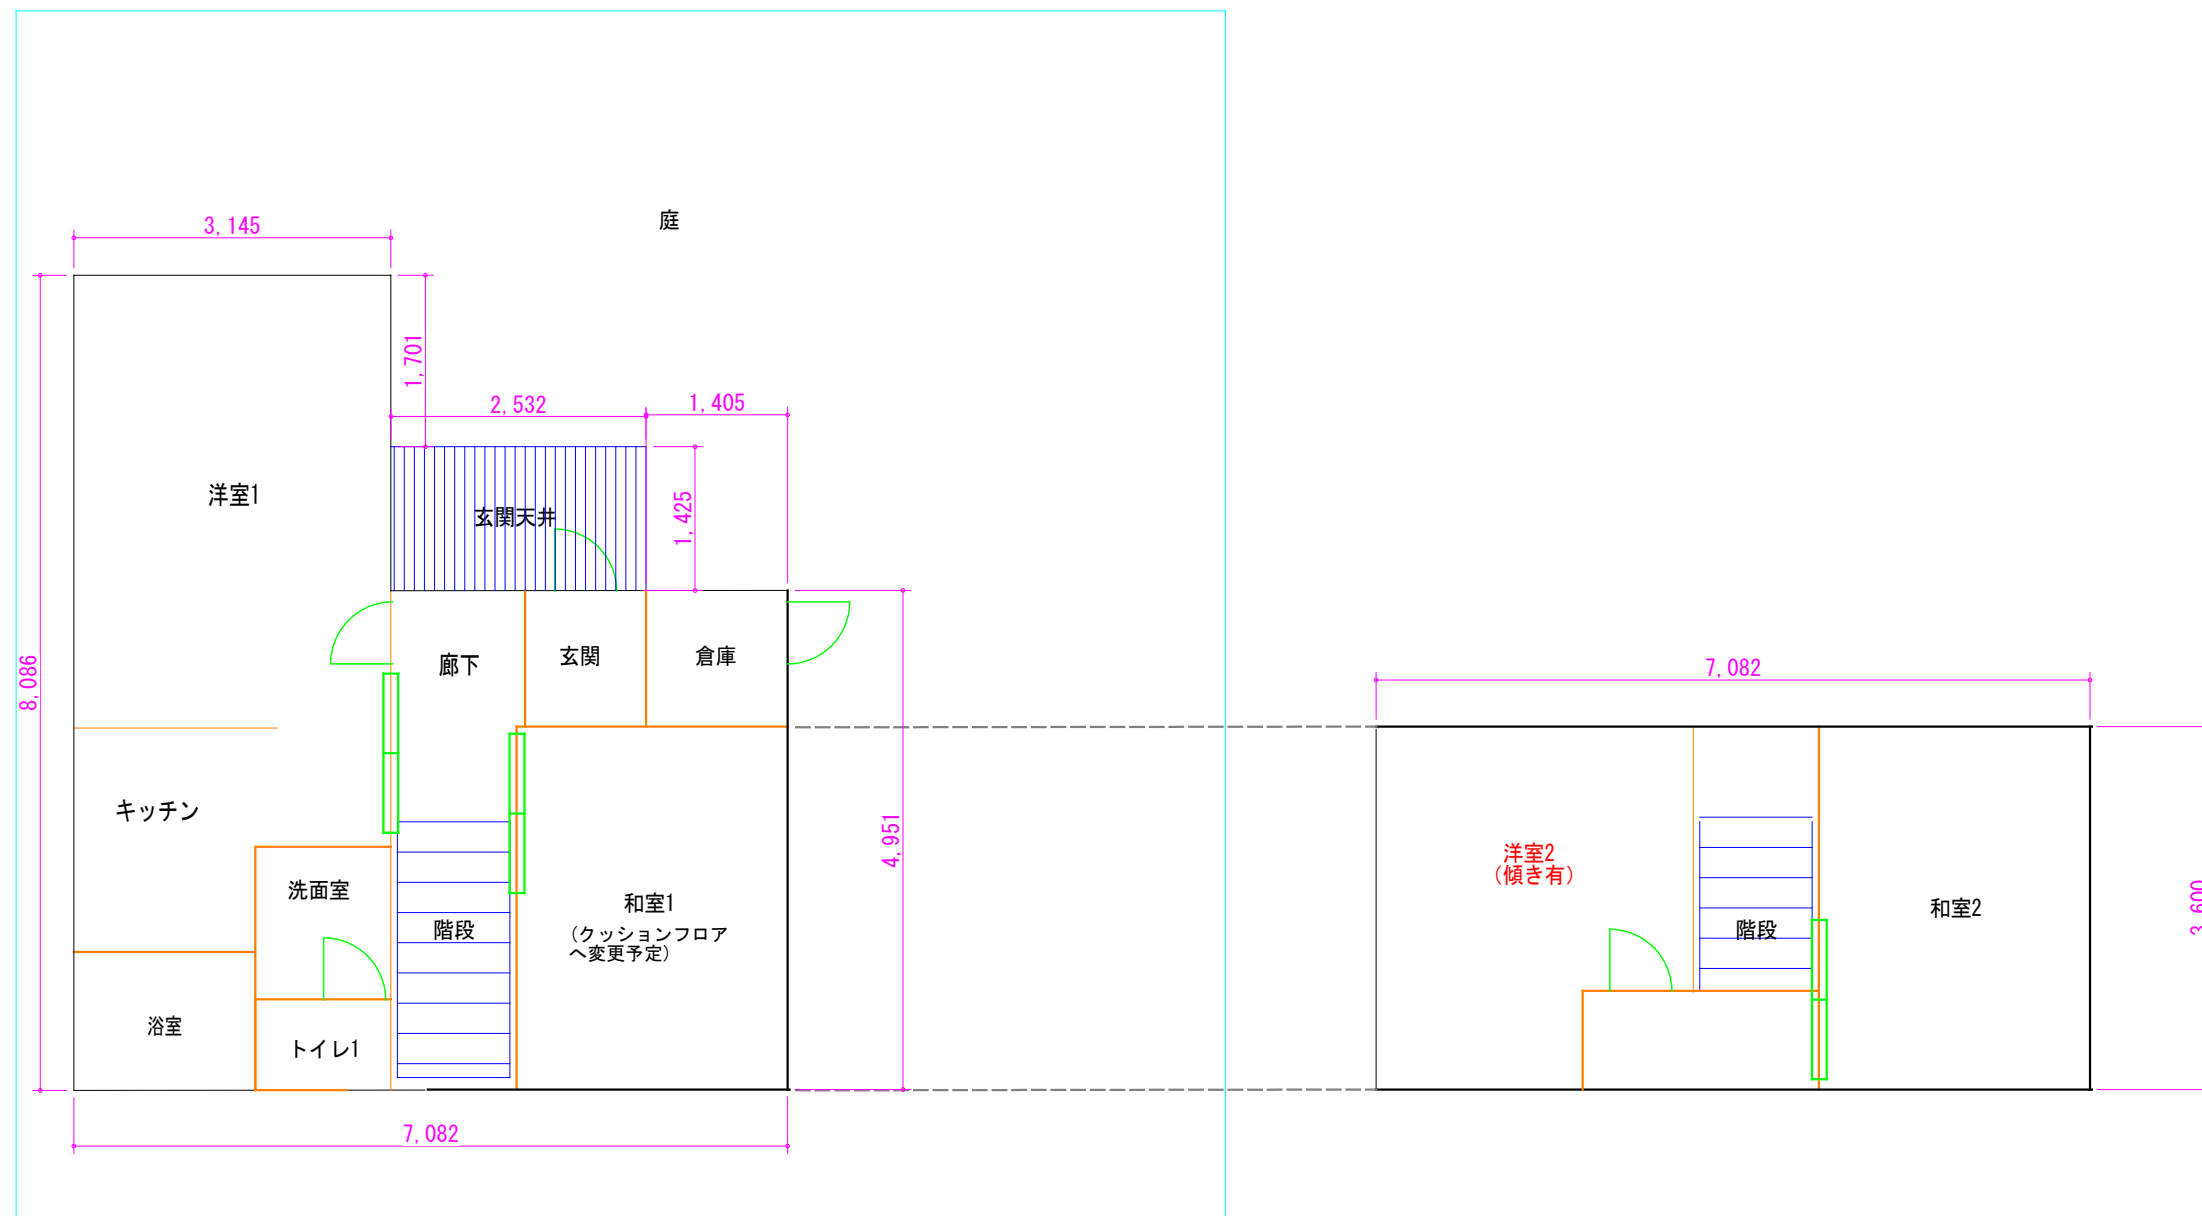 庭
3,145
1,701
2,532
1,405
洋室1
玄関天井
1,425
8,086
廊下
玄関
倉庫
7,082
キッチン
4,951
洗面室
階段
和室1
(クッションフロア
へ変更予定)
洋室2
(傾き有)
階段
和室2
3,600
浴室
トイレ1
7,082